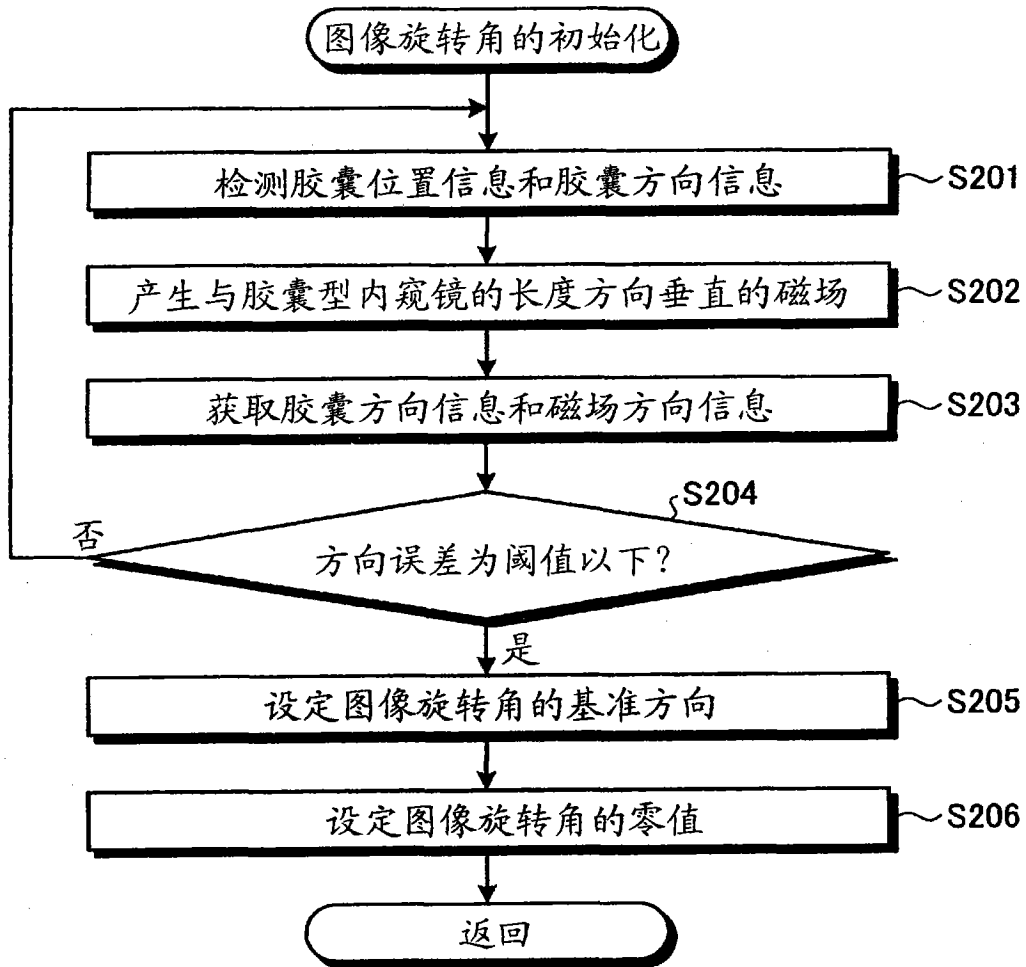 图像旋转角的初始化
检测胶囊位置信息和胶囊方向信息
S201
产生与胶囊型内窥镜的长度方向垂直的磁场
S202
获取胶囊方向信息和磁场方向信息
S203
S204
否
方向误差为阈值以下?
是
设定图像旋转角的基准方向
S205
设定图像旋转角的零值
S206
返回